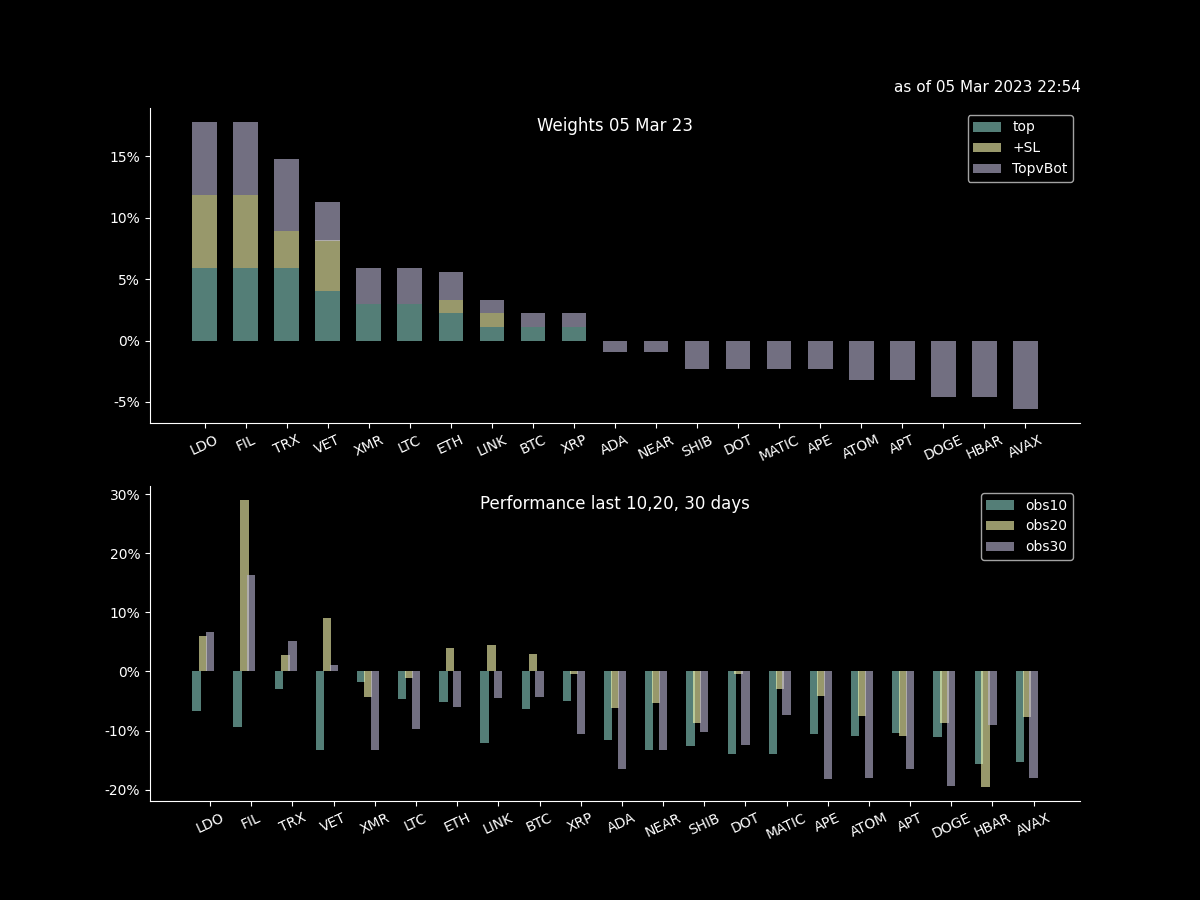 as of 05 Mar 2023 22:54
Weights 05 Mar 23
top
+SL
TopvBot
15%
10%
5%
0%
-5%
LDO FIL TRX VET XMR LTC ETH LINK BTC XRP ADA NEAR SHIB DOT MATIC APE ATOM APT DOGE HBAR AVAX
Performance last 10,20, 30 days
obs10
obs20
obs30
30%
20%
10%
0%
-10%
-20%
LDO FIL TRX VET XMR LTC ETH LINK BTC XRP ADA NEAR SHIB DOT MATIC APE ATOM APT DOGE HBAR AVAX